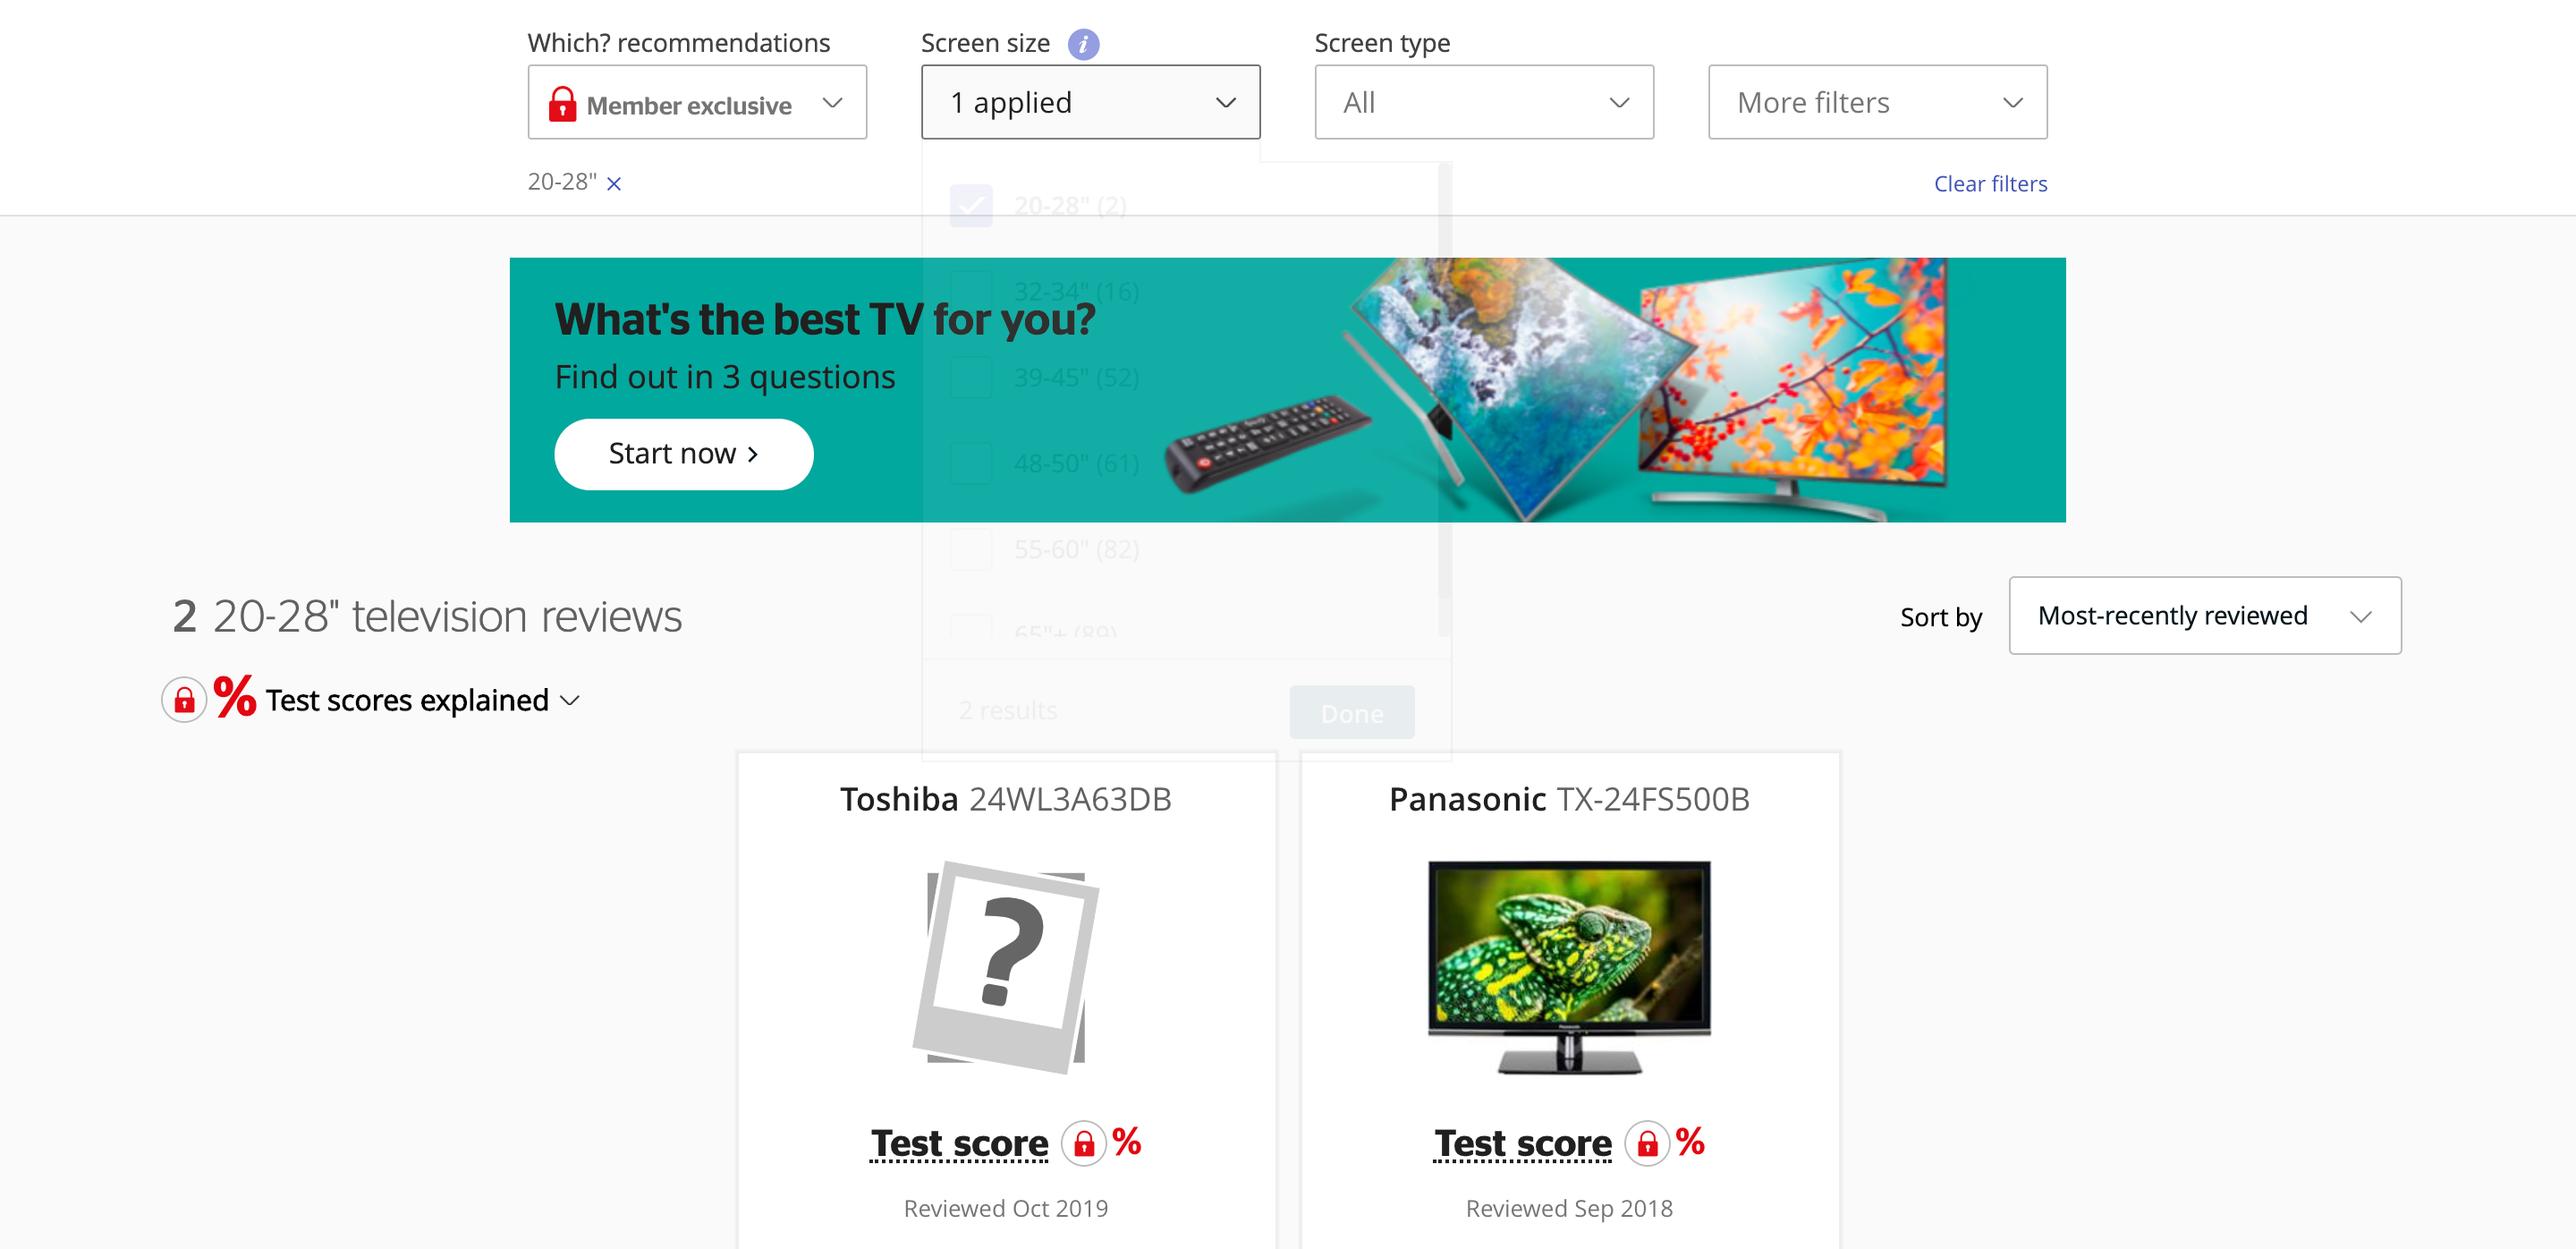 Which? recommendations
Screen size i
Screen type
Member exclusive
1 applied
All
More filters
20-28" ×
Clear filters
20-28" (2)
32-34" (16)
39-45" (52)
48-50" (61)
55-60" (82)
65"+ (89)
2 results
Done
What's the best TV for you?
Find out in 3 questions
Start now >
2 20-28" television reviews
Sort by
Most-recently reviewed
% Test scores explained
Toshiba 24WL3A63DB
Panasonic TX-24FS500B
?
Test score %
Test score %
Reviewed Oct 2019
Reviewed Sep 2018